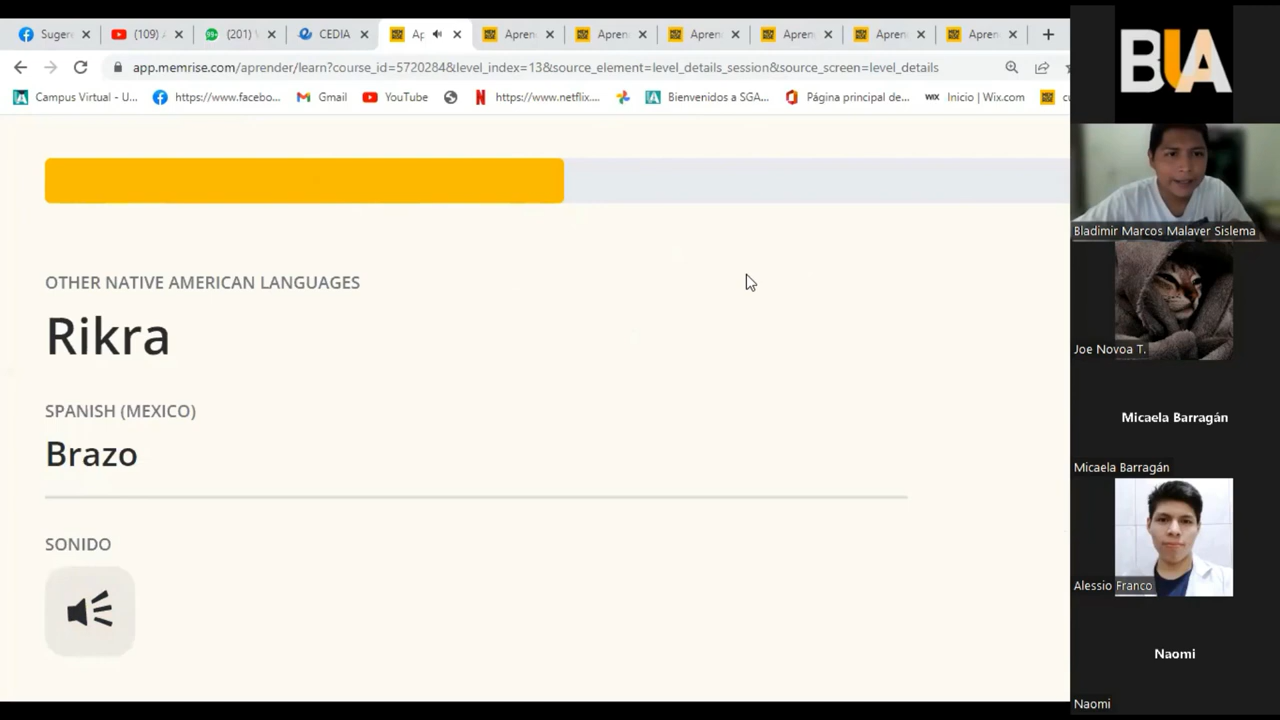 Suger
(109)
(201)
CEDIA
Ap
Apren
Apren
Apren
Apren
Apren
Apren
app.memrise.com/aprender/learn?course_id=5720284&level_index=13&source_element=level_details_session&source_screen=level_details
Campus Virtual - U...
https://www.facebo...
Gmail
YouTube
https://www.netflix....
Bienvenidos a SGA...
Página principal de...
WIX
Inicio | Wix.com
OTHER NATIVE AMERICAN LANGUAGES
Rikra
SPANISH (MEXICO)
Brazo
SONIDO
BUA
Bladimir Marcos Malaver Sislema
Joe Novoa T.
Micaela Barragán
Micaela Barragán
Alessio Franco
Naomi
Naomi